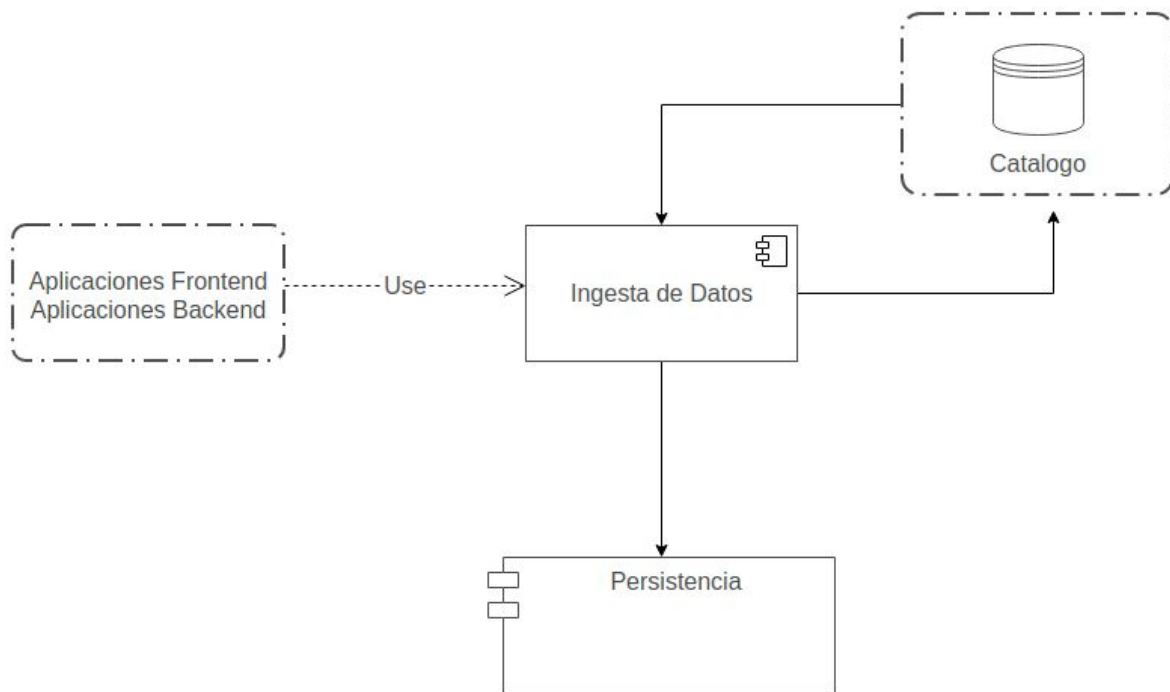 Catalogo
Aplicaciones Frontend
Aplicaciones Backend
Use
Ingesta de Datos
Persistencia